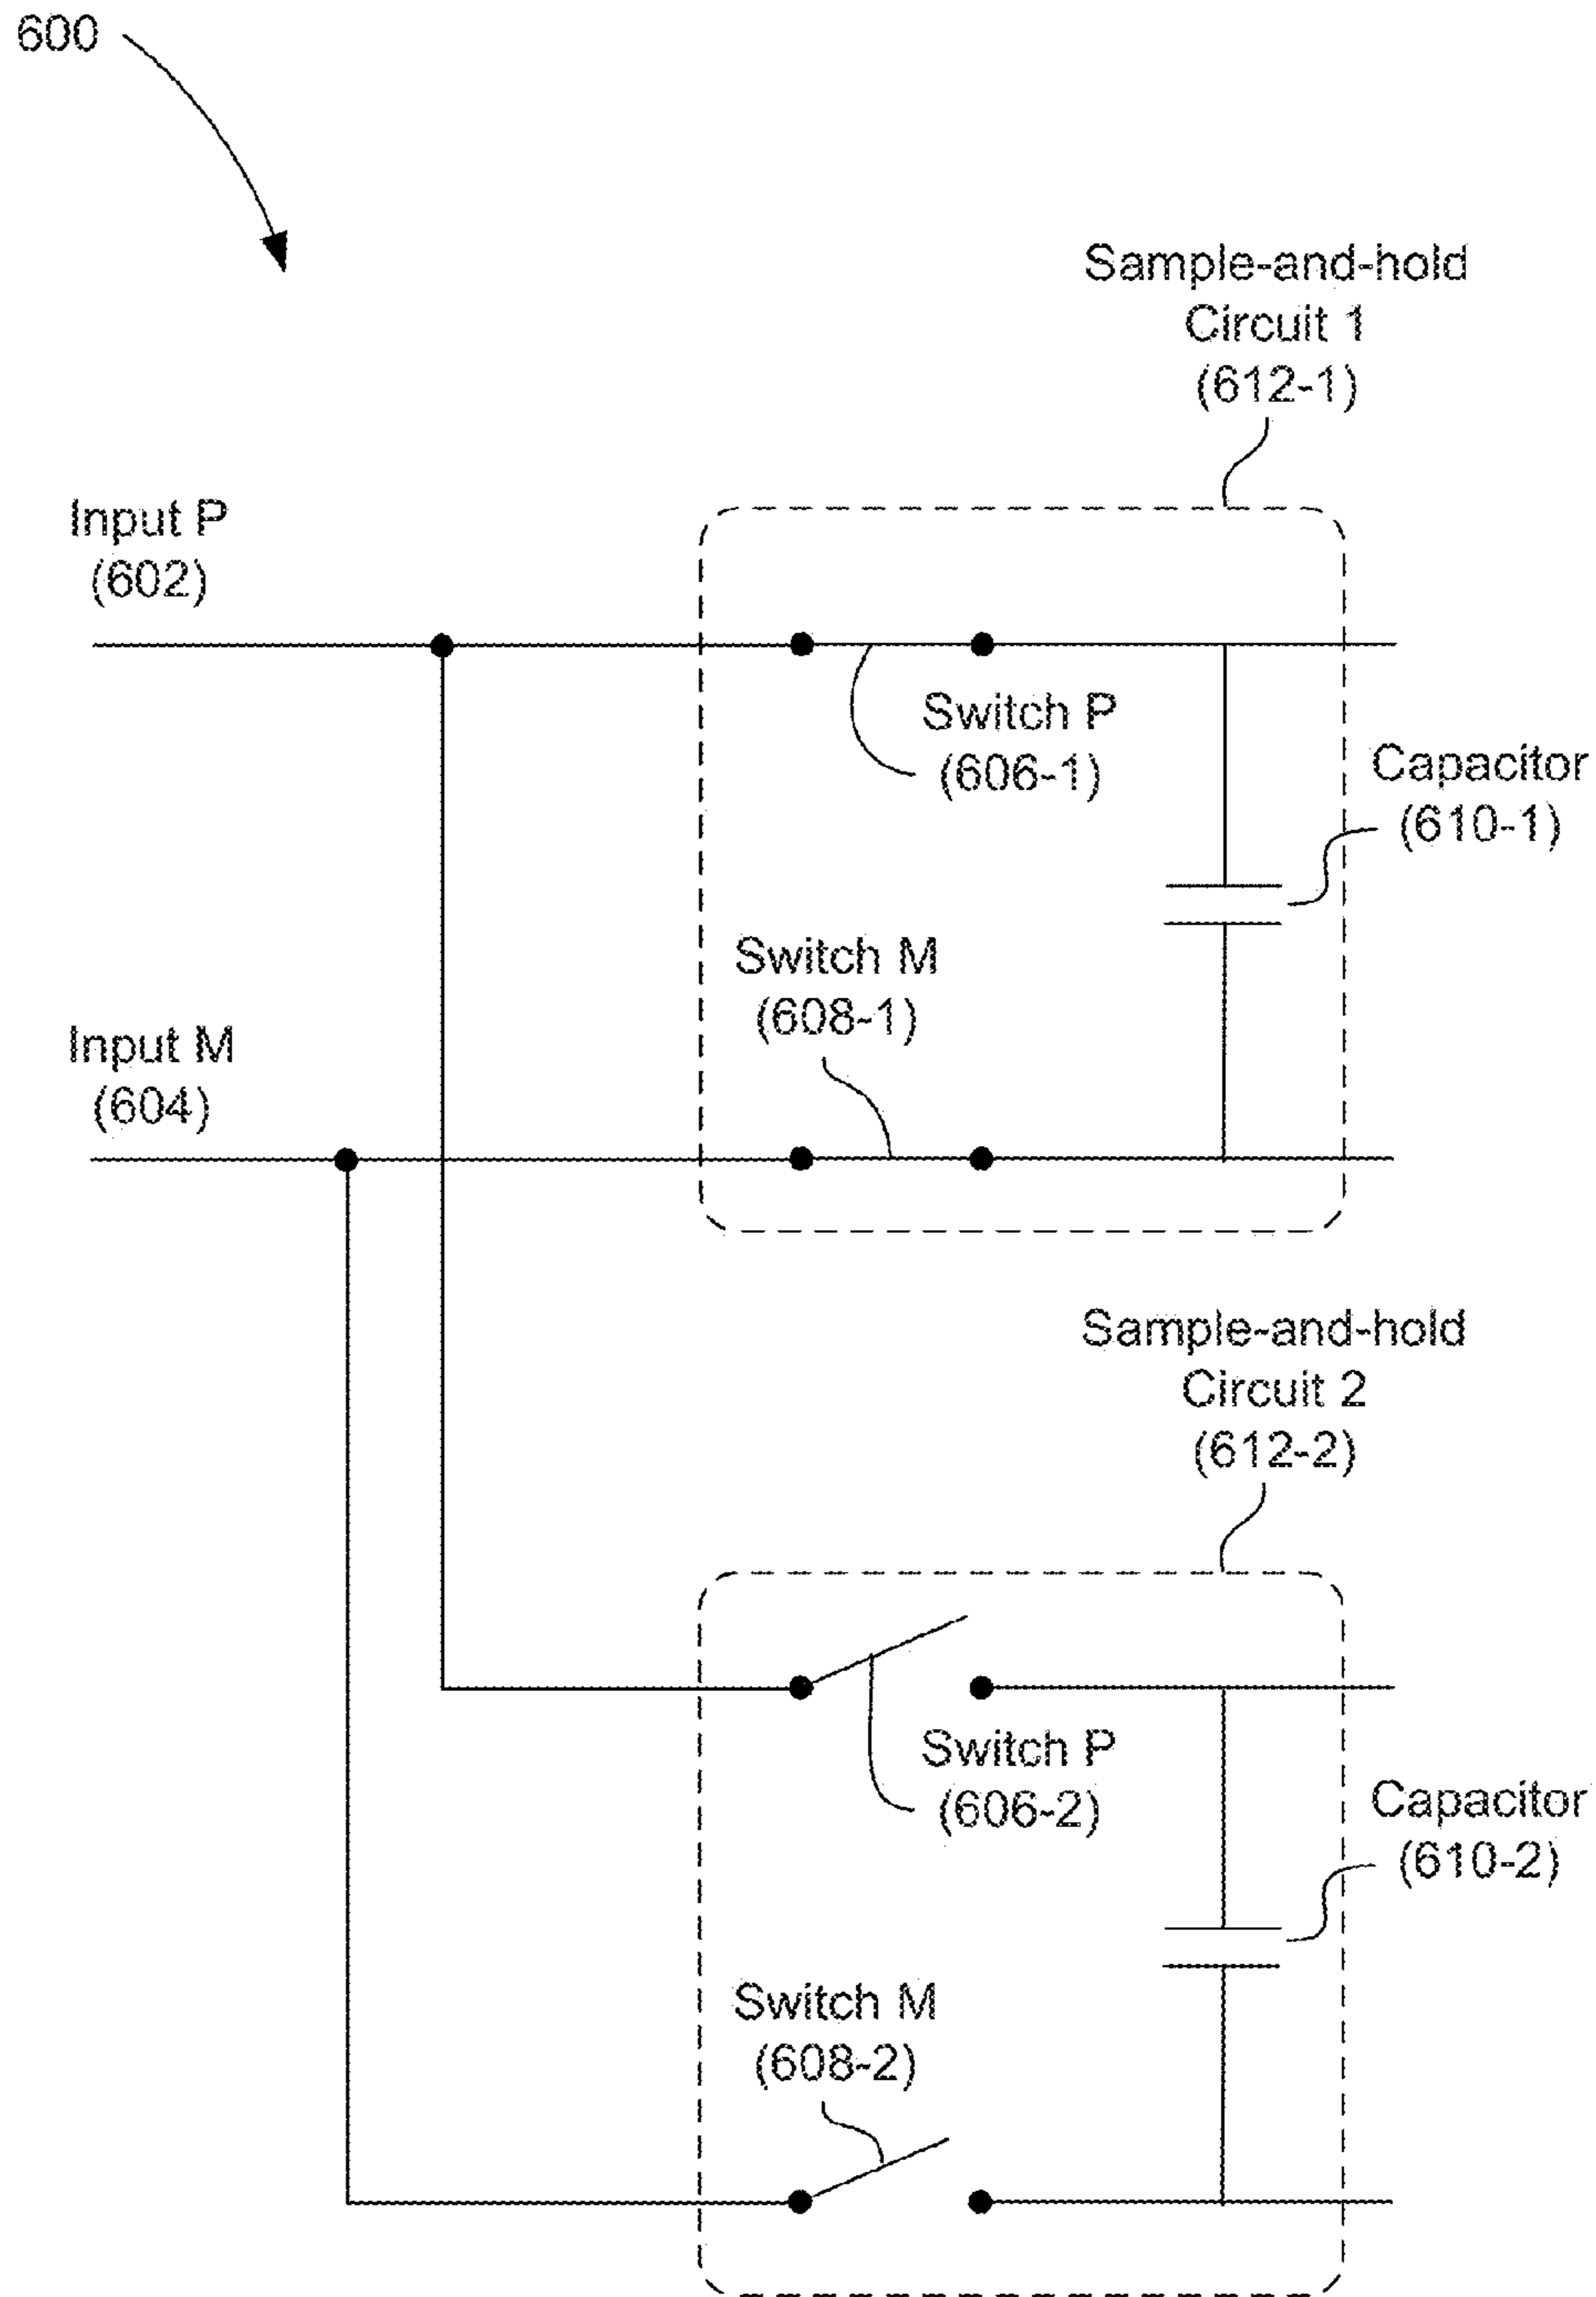 600
Sample-and-hold
Circuit 1
(612-1)
Input P
(602)
Switch P
(606-1)
Capacitor
(610-1)
Switch M
(608-1)
Input M
(604)
Sample-and-hold
Circuit 2
(612-2)
Switch P
(606-2)
Capacitor
(610-2)
Switch M
(608-2)